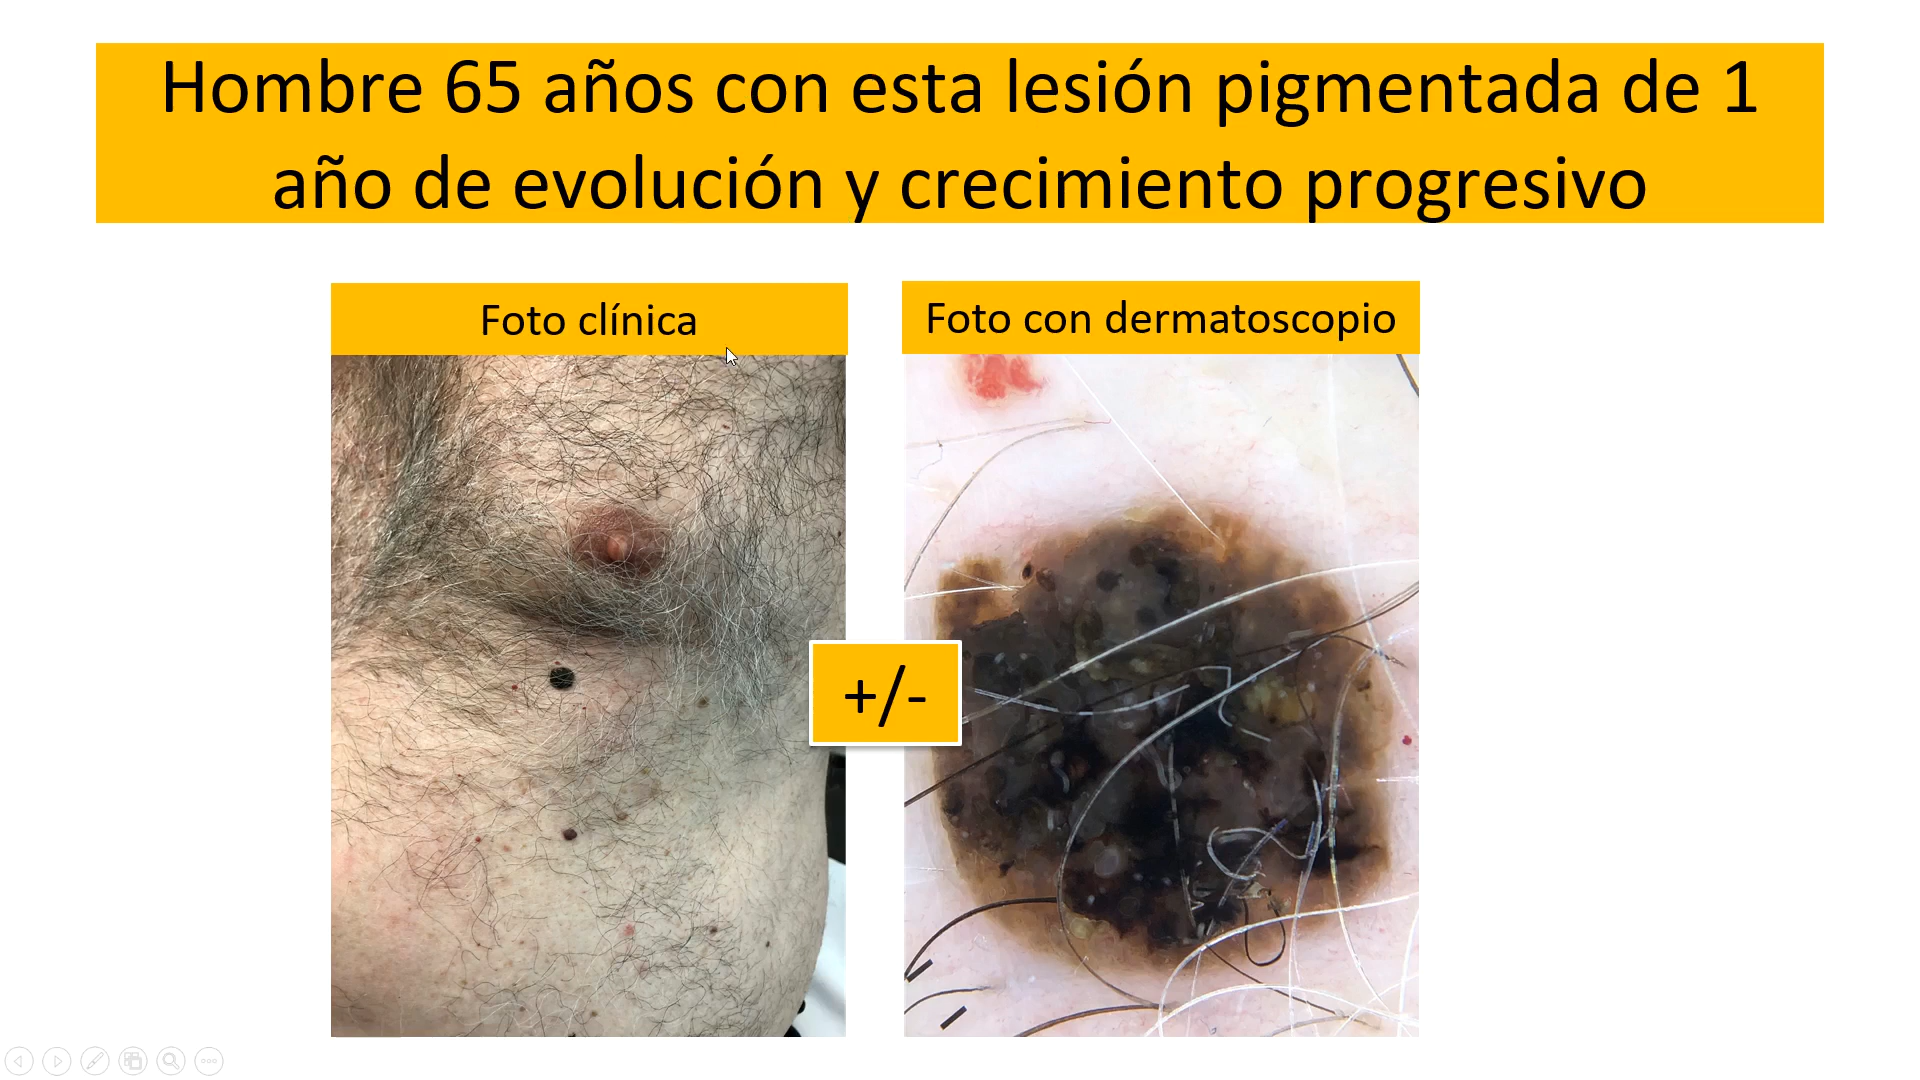 Hombre 65 años con esta lesión pigmentada de 1
año de evolución y crecimiento progresivo
Foto clínica
Foto con dermatoscopio
+/-